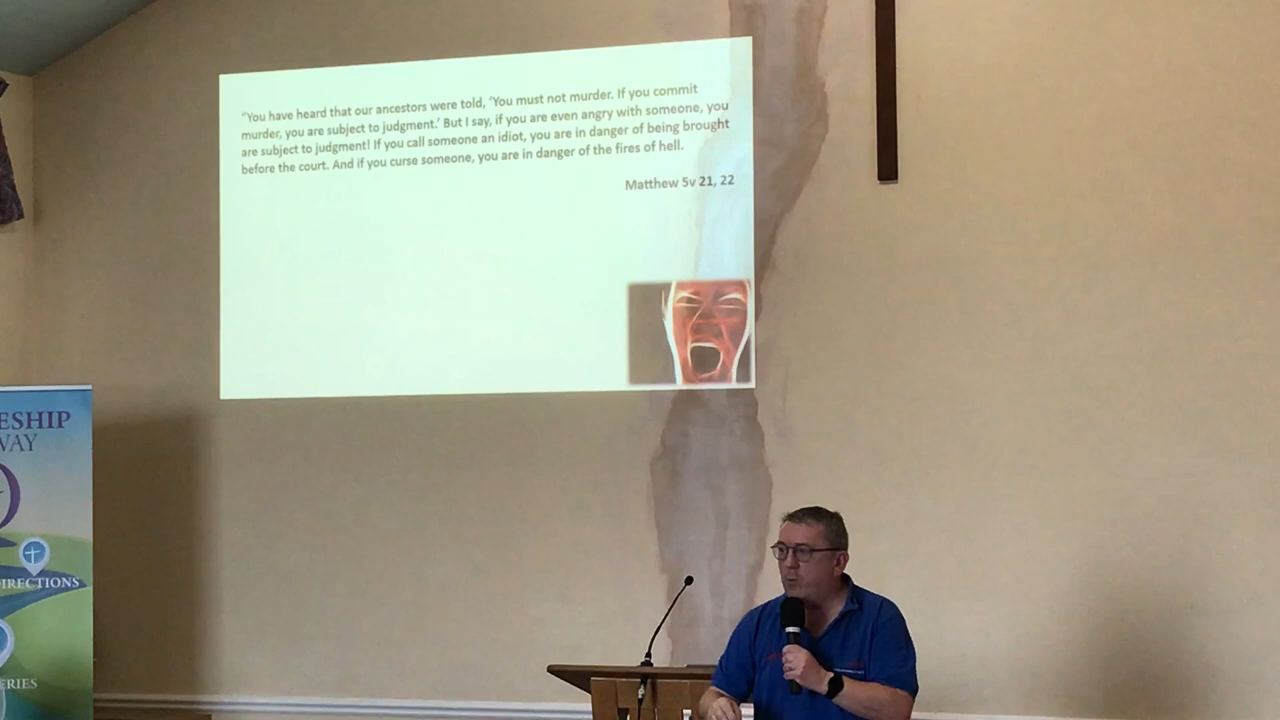 "You have heard that our ancestors were told, 'You must not murder. If you commit
murder, you are subject to judgment.' But I say, if you are even angry with someone, you
are subject to judgment! If you call someone an idiot, you are in danger of being brought
before the court. And if you curse someone, you are in danger of the fires of hell.
Matthew 5v 21, 22
ESHIP
WAY
IRECTIONS
ERIES